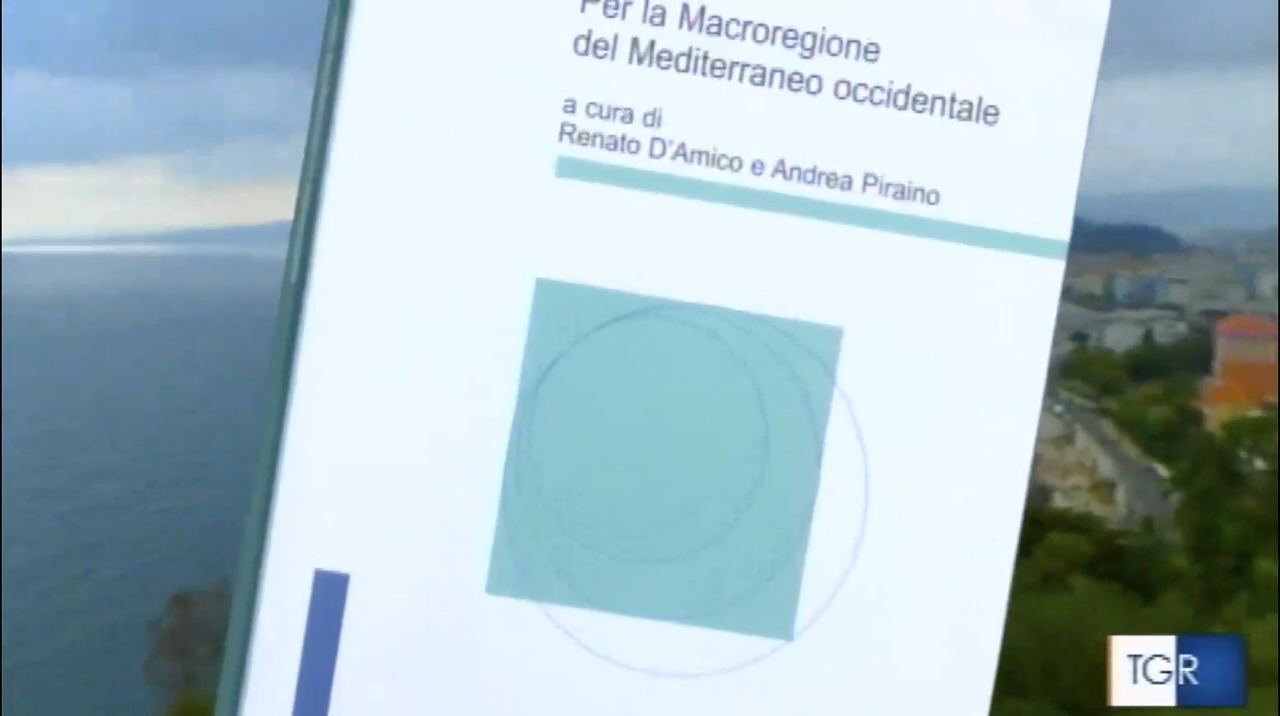 Per la Macroregione
del Mediterraneo occidentale
a cura di
Renato D'Amico e Andrea Piraino
TGR